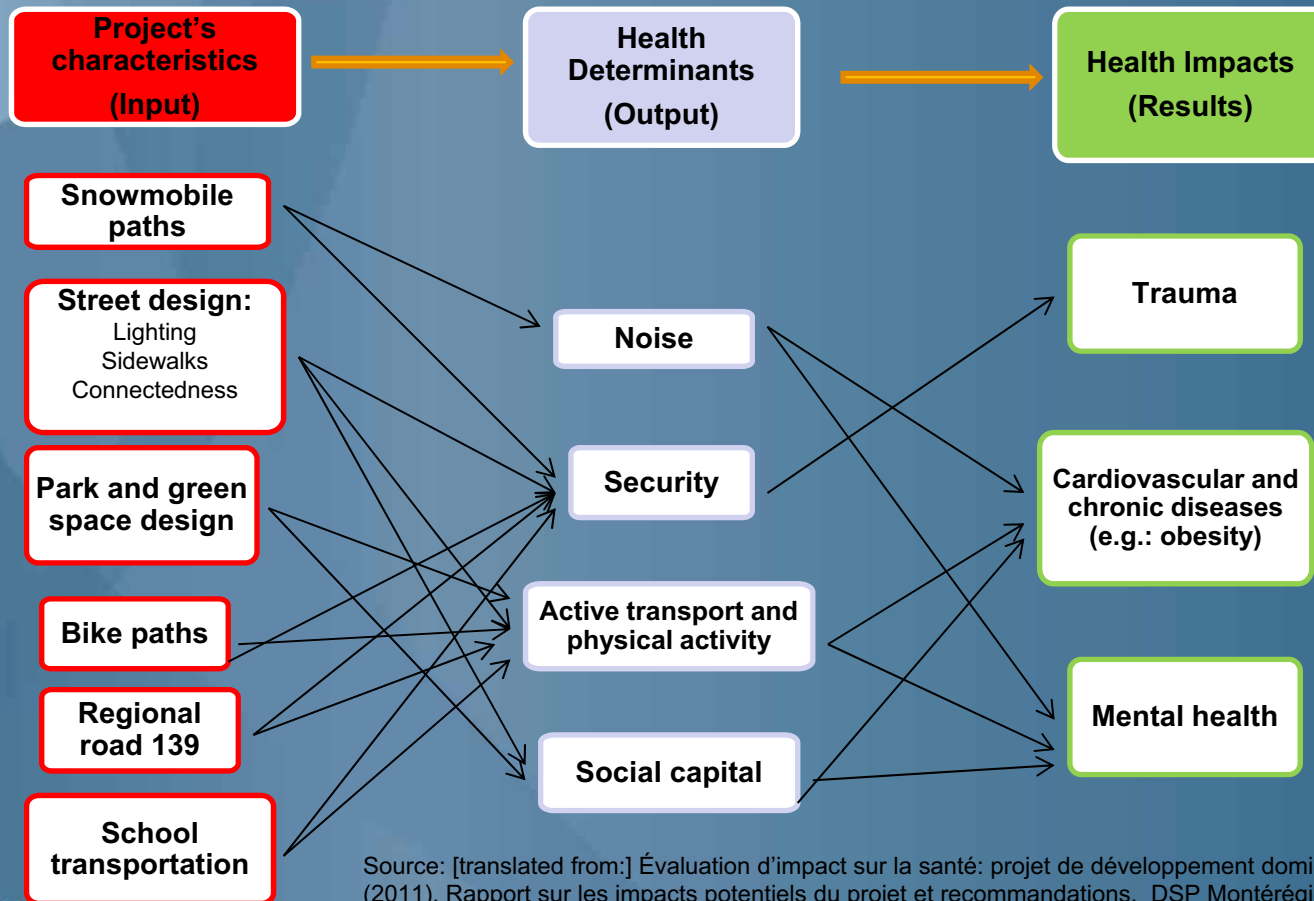 Project's
characteristics
(Input)
Health
Determinants
(Output)
Health Impacts
(Results)
Snowmobile
paths
Street design:
Lighting
Sidewalks
Connectedness
Park and green
space design
Bike paths
Regional
road 139
School
transportation
Noise
Security
Active transport and
physical activity
Social capital
Trauma
Cardiovascular and
chronic diseases
(e.g.: obesity)
Mental health
Source: [translated from:] Évaluation d'impact sur la santé: projet de développement domi
(2011). Rapport sur les impacts potentiels du projet et recommandations. DSP Montérégi